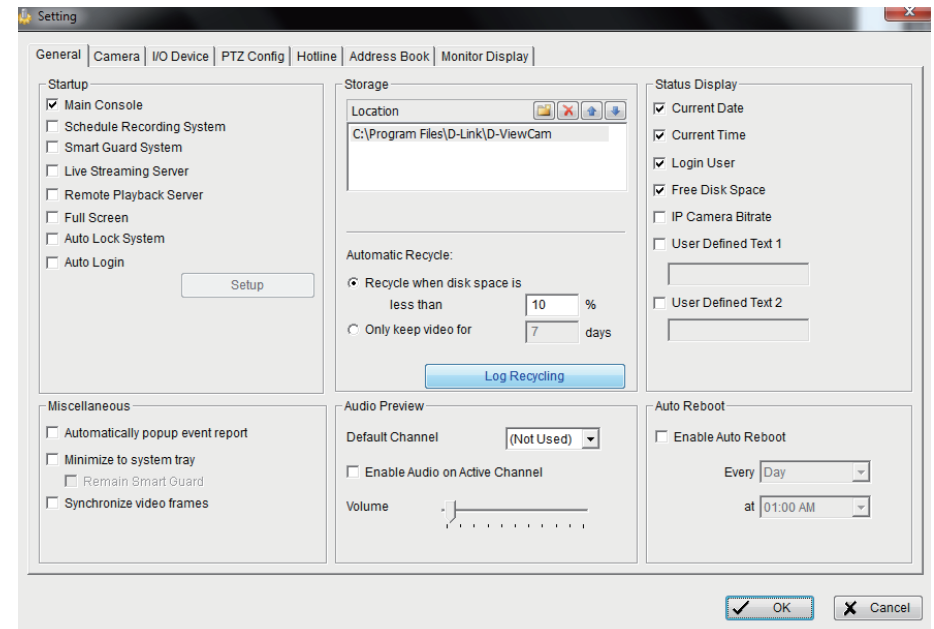 Setting
General Camera I/O Device PTZ Config Hotline Address Book Monitor Display
Startup
Main Console
Schedule Recording System
Smart Guard System
Live Streaming Server
Remote Playback Server
Full Screen
Auto Lock System
Auto Login
Setup
Storage
Location
C:\Program Files\D-Link\D-ViewCam
Automatic Recycle:
Recycle when disk space is
less than 10 %
Only keep video for 7 days
Log Recycling
Status Display
Current Date
Current Time
Login User
Free Disk Space
IP Camera Bitrate
User Defined Text 1
User Defined Text 2
Miscellaneous
Automatically popup event report
Minimize to system tray
Remain Smart Guard
Synchronize video frames
Audio Preview
Default Channel (Not Used)
Enable Audio on Active Channel
Volume
Auto Reboot
Enable Auto Reboot
Every Day
at 01:00 AM
OK Cancel